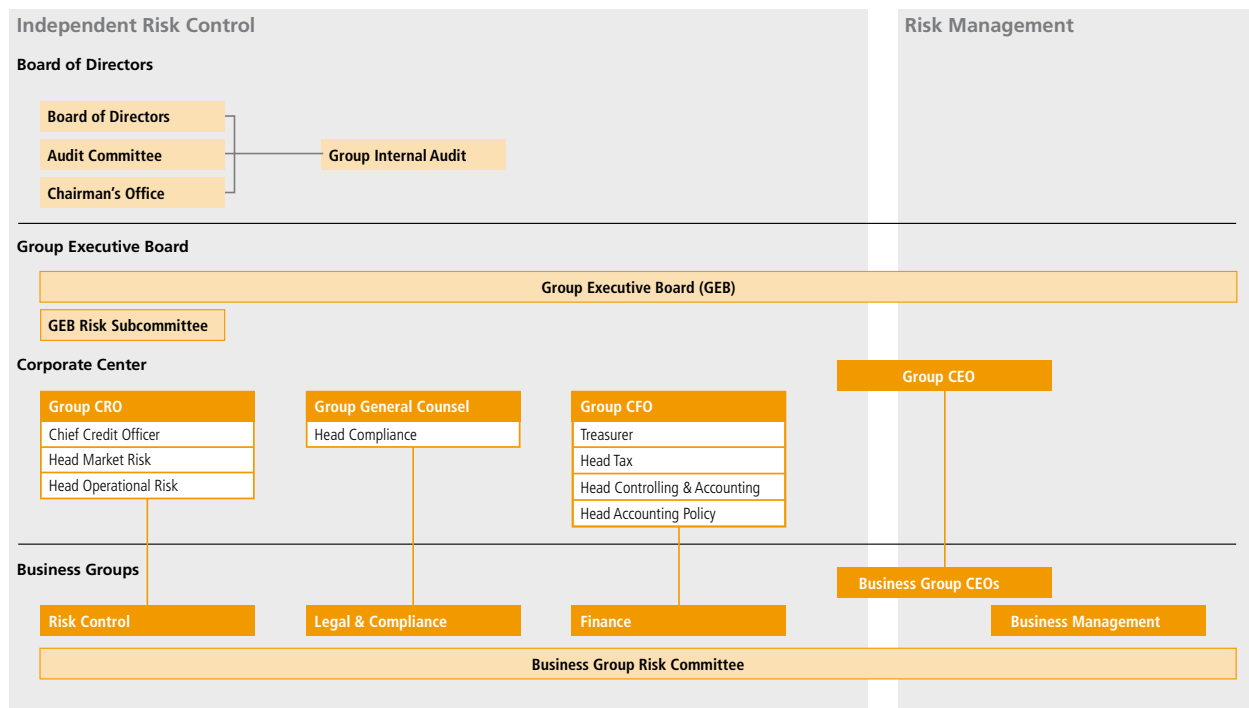 Independent Risk Control
Risk Management
Board of Directors
Board of Directors
Audit Committee
Group Internal Audit
Chairman’s Office
Group Executive Board
Group Executive Board (GEB)
GEB Risk Subcommittee
Corporate Center
Group CEO
Group CRO
Chief Credit Officer
Head Market Risk
Head Operational Risk
Group General Counsel
Head Compliance
Group CFO
Treasurer
Head Tax
Head Controlling & Accounting
Head Accounting Policy
Business Groups
Business Group CEOs
Risk Control
Legal & Compliance
Finance
Business Management
Business Group Risk Committee